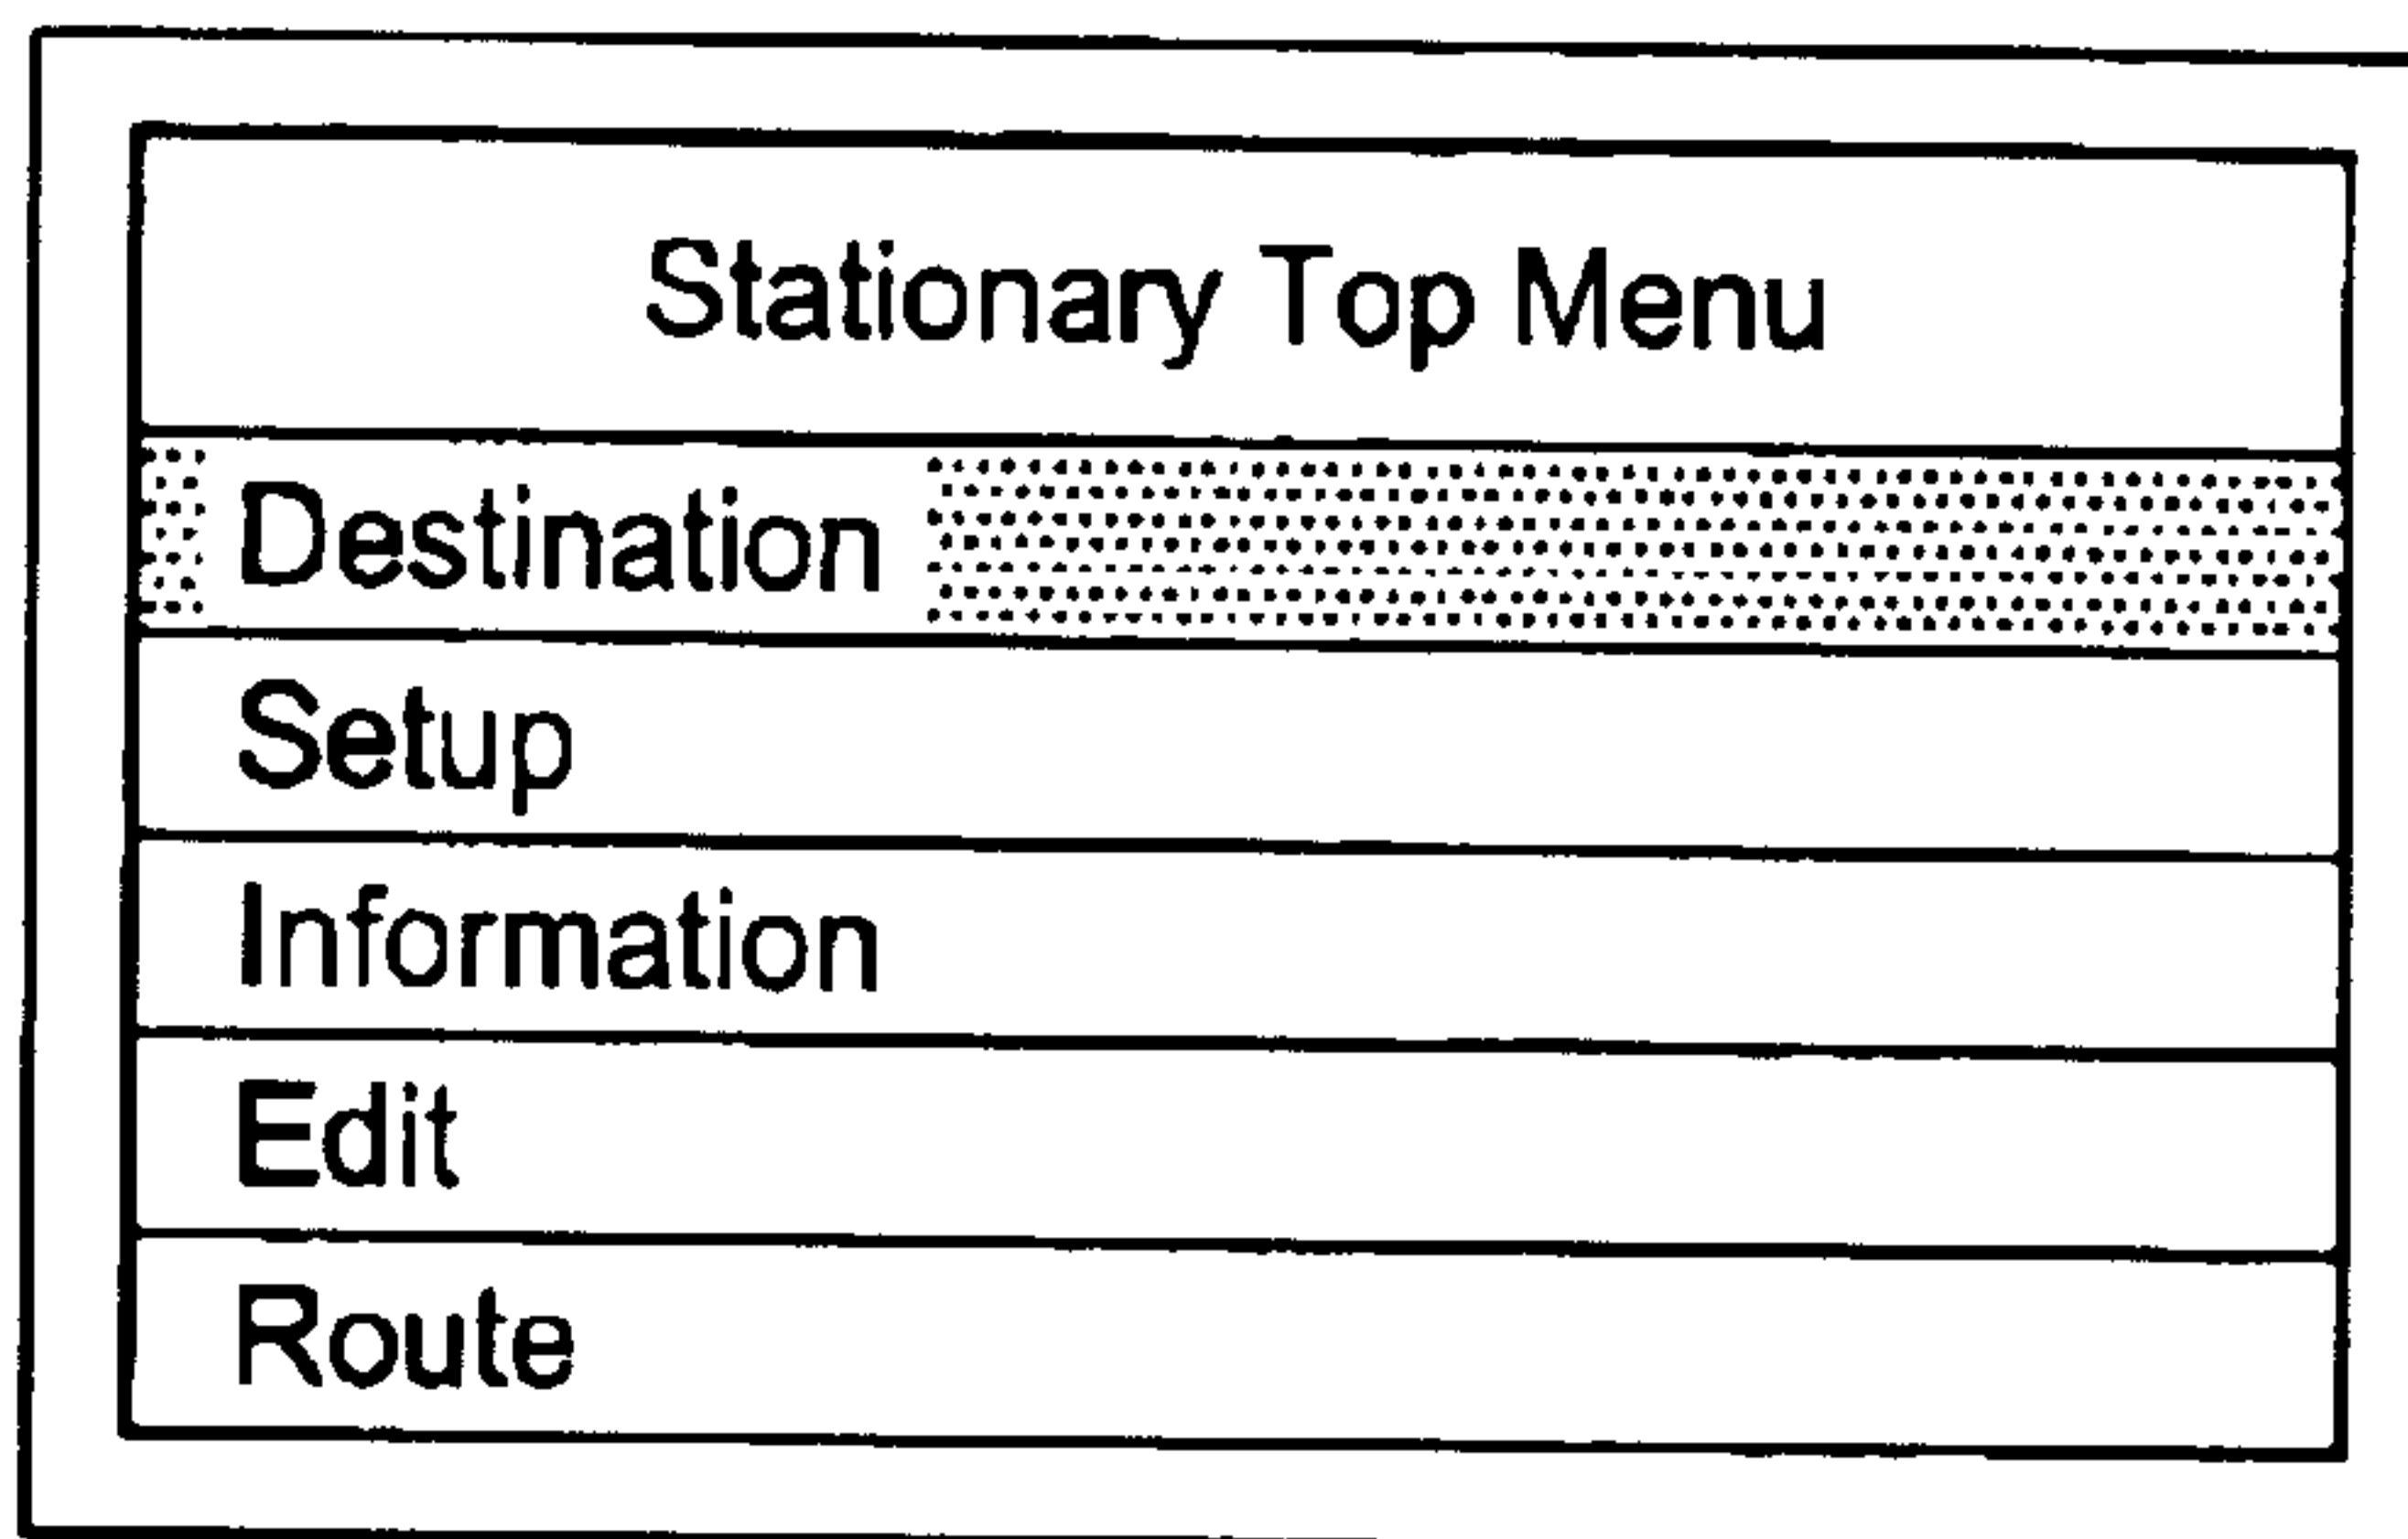 Stationary Top Menu
Destination
Setup
Information
Edit
Route